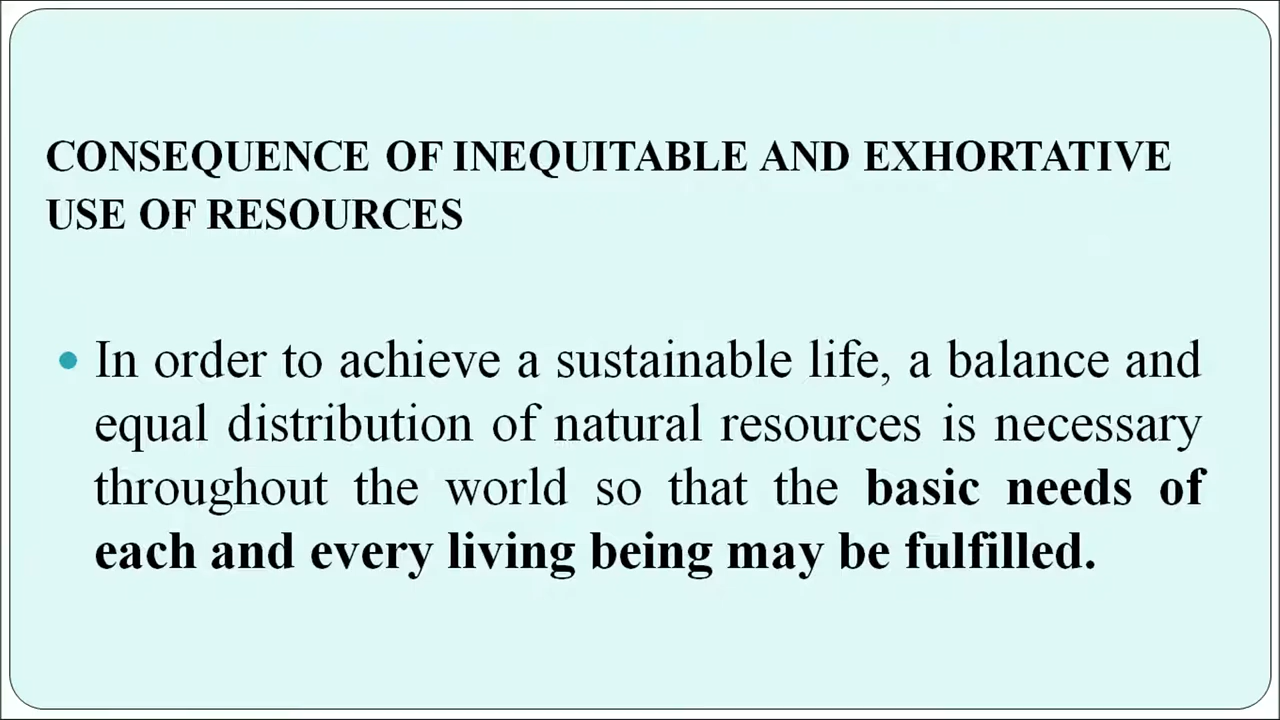 CONSEQUENCE OF INEQUITABLE AND EXHORTATIVE
USE OF RESOURCES
• In order to achieve a sustainable life, a balance and
equal distribution of natural resources is necessary
throughout the world so that the basic needs of
each and every living being may be fulfilled.